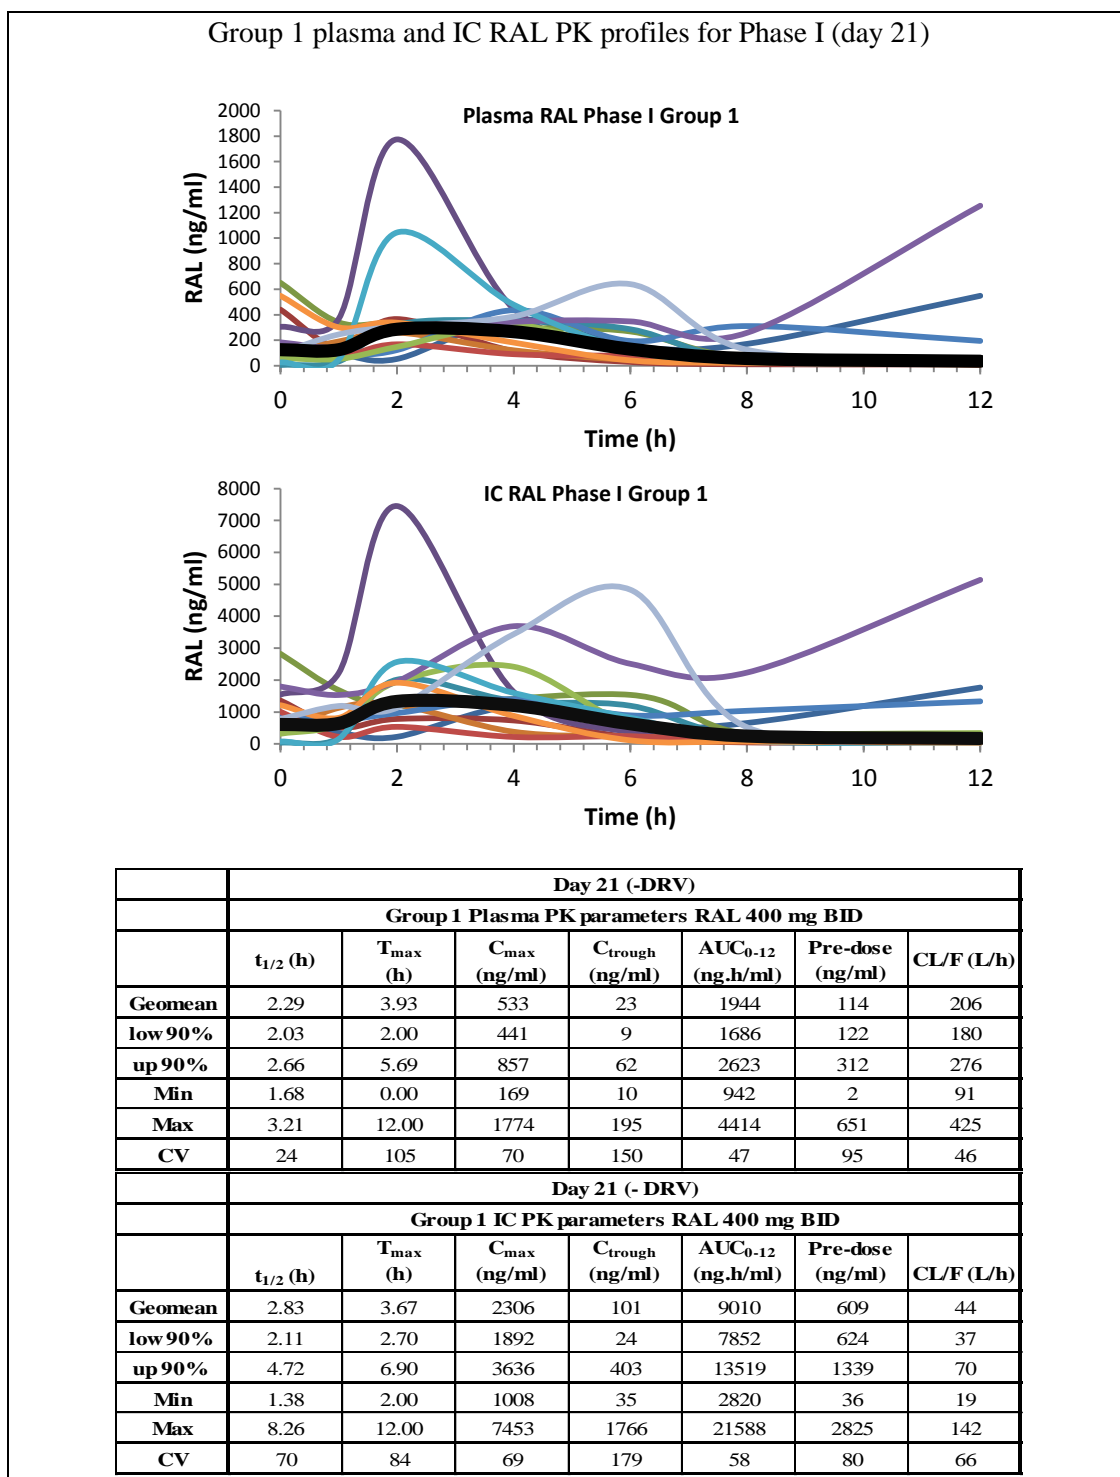 Group 1 plasma and IC RAL PK profiles for Phase I (day 21)
Plasma RAL Phase I Group 1
RAL (ng/ml)
2000
1800
1600
1400
1200
1000
800
600
400
200
0
0 2 4 6 8 10 12
Time (h)
IC RAL Phase I Group 1
RAL (ng/ml)
8000
7000
6000
5000
4000
3000
2000
1000
0
0 2 4 6 8 10 12
Time (h)
Day 21 (-DRV)
Group 1 Plasma PK parameters RAL 400 mg BID
t1/2 (h) Tmax (h) Cmax (ng/ml) Ctrough (ng/ml) AUC0-12 (ng.h/ml) Pre-dose (ng/ml) CL/F (L/h)
Geomean 2.29 3.93 533 23 1944 114 206
low 90% 2.03 2.00 441 9 1686 122 180
up 90% 2.66 5.69 857 62 2623 312 276
Min 1.68 0.00 169 10 942 2 91
Max 3.21 12.00 1774 195 4414 651 425
CV 24 105 70 150 47 95 46
Day 21 (- DRV)
Group 1 IC PK parameters RAL 400 mg BID
t1/2 (h) Tmax (h) Cmax (ng/ml) Ctrough (ng/ml) AUC0-12 (ng.h/ml) Pre-dose (ng/ml) CL/F (L/h)
Geomean 2.83 3.67 2306 101 9010 609 44
low 90% 2.11 2.70 1892 24 7852 624 37
up 90% 4.72 6.90 3636 403 13519 1339 70
Min 1.38 2.00 1008 35 2820 36 19
Max 8.26 12.00 7453 1766 21588 2825 142
CV 70 84 69 179 58 80 66